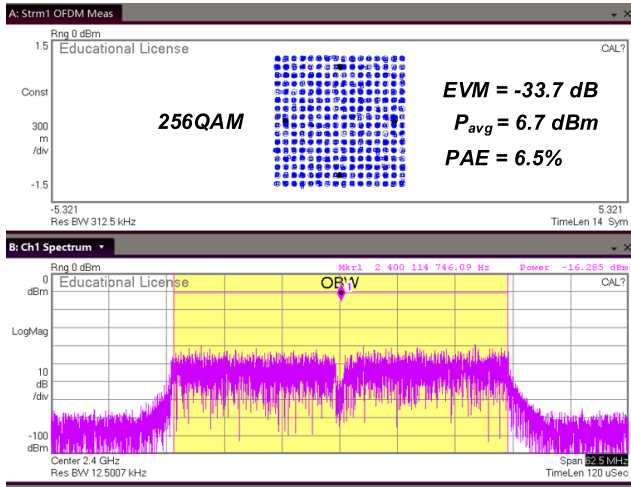 A: Strm1 OFDM Meas
Rng 0 dBm
1.5
Educational License
CAL?
Const
256QAM
EVM = -33.7 dB
Pavg = 6.7 dBm
PAE = 6.5%
300
m
/div
-1.5
-5.321
5.321
Res BW 312.5 kHz
TimeLen 14 Sym
B: Ch1 Spectrum
Rng 0 dBm
Mkr1 2 400 114 746.09 Hz Power -16.285 dBm
0
dBm
Educational License
OBW
1
CAL?
LogMag
10
dB
/div
-100
dBm
Center 2.4 GHz
Span 62.5 MHz
Res BW 12.5007 kHz
TimeLen 120 uSec